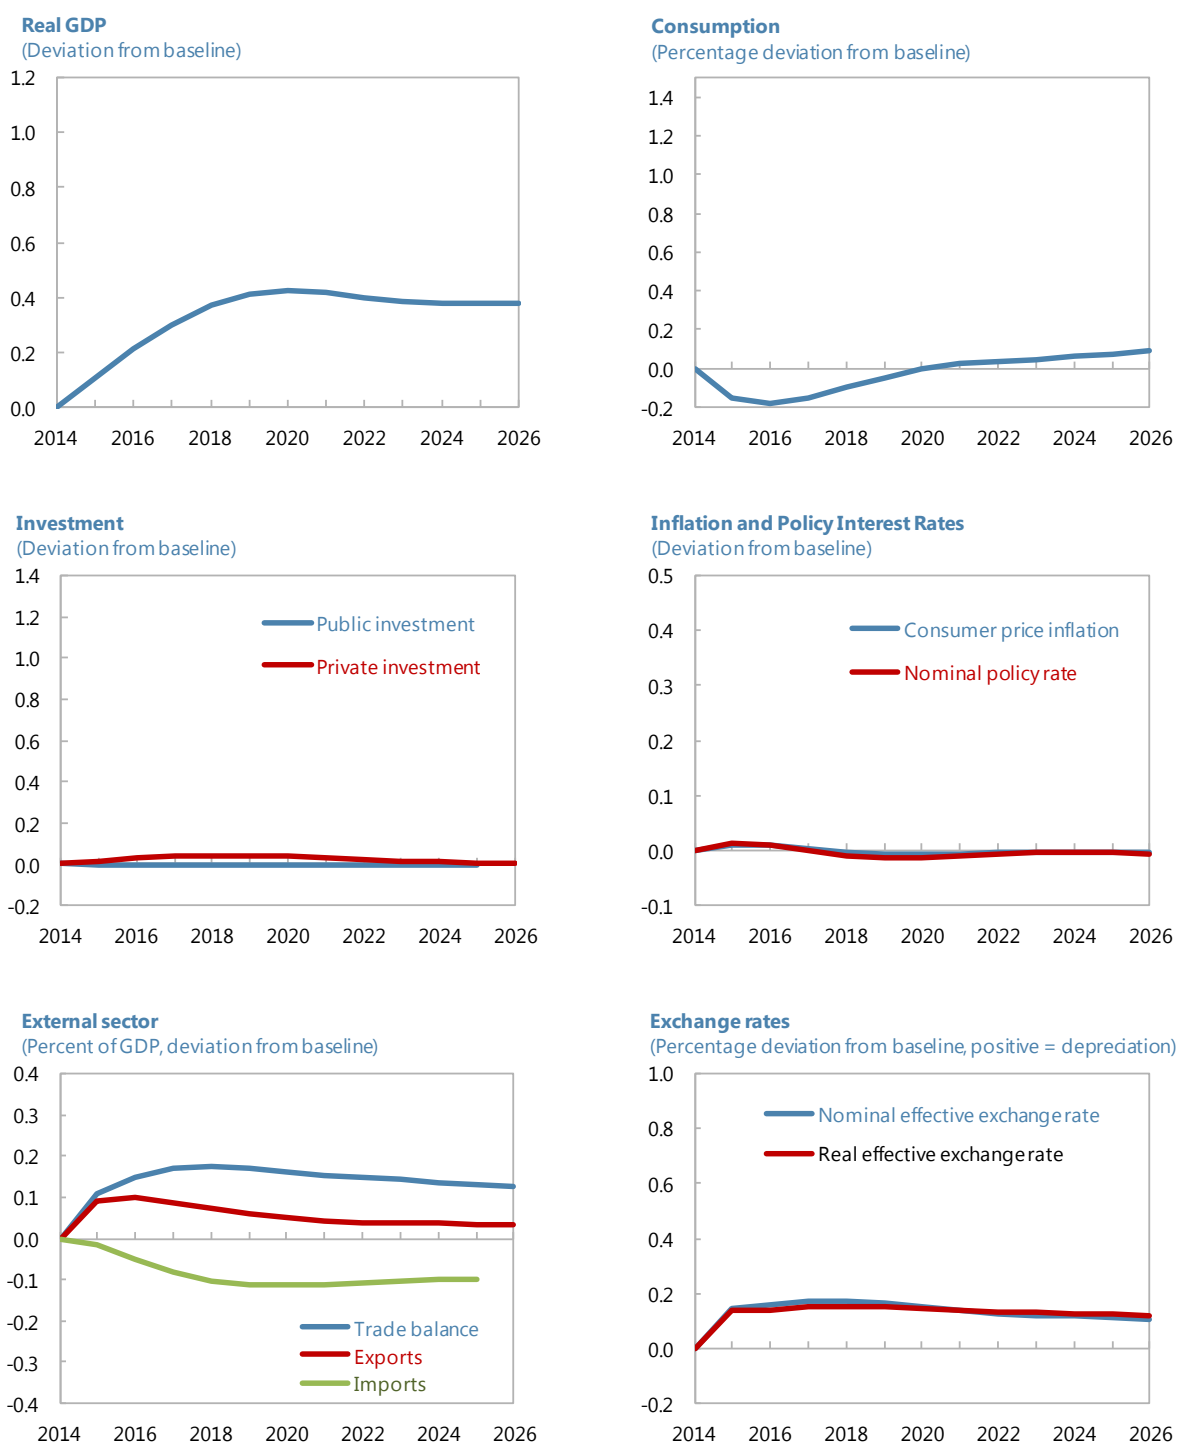 Real GDP
(Deviation from baseline)
1.2
1.0
0.8
0.6
0.4
0.2
0.0
2014 2016 2018 2020 2022 2024 2026
Consumption
(Percentage deviation from baseline)
1.4
1.2
1.0
0.8
0.6
0.4
0.2
0.0
-0.2
2014 2016 2018 2020 2022 2024 2026
Investment
(Deviation from baseline)
1.4
1.2
1.0
0.8
0.6
0.4
0.2
0.0
-0.2
Public investment
Private investment
2014 2016 2018 2020 2022 2024 2026
Inflation and Policy Interest Rates
(Deviation from baseline)
0.5
0.4
0.3
0.2
0.1
0.0
-0.1
Consumer price inflation
Nominal policy rate
2014 2016 2018 2020 2022 2024 2026
External sector
(Percent of GDP, deviation from baseline)
0.4
0.3
0.2
0.1
0.0
-0.1
-0.2
-0.3
-0.4
Trade balance
Exports
Imports
2014 2016 2018 2020 2022 2024 2026
Exchange rates
(Percentage deviation from baseline, positive = depreciation)
1.0
0.8
0.6
0.4
0.2
0.0
-0.2
Nominal effective exchange rate
Real effective exchange rate
2014 2016 2018 2020 2022 2024 2026